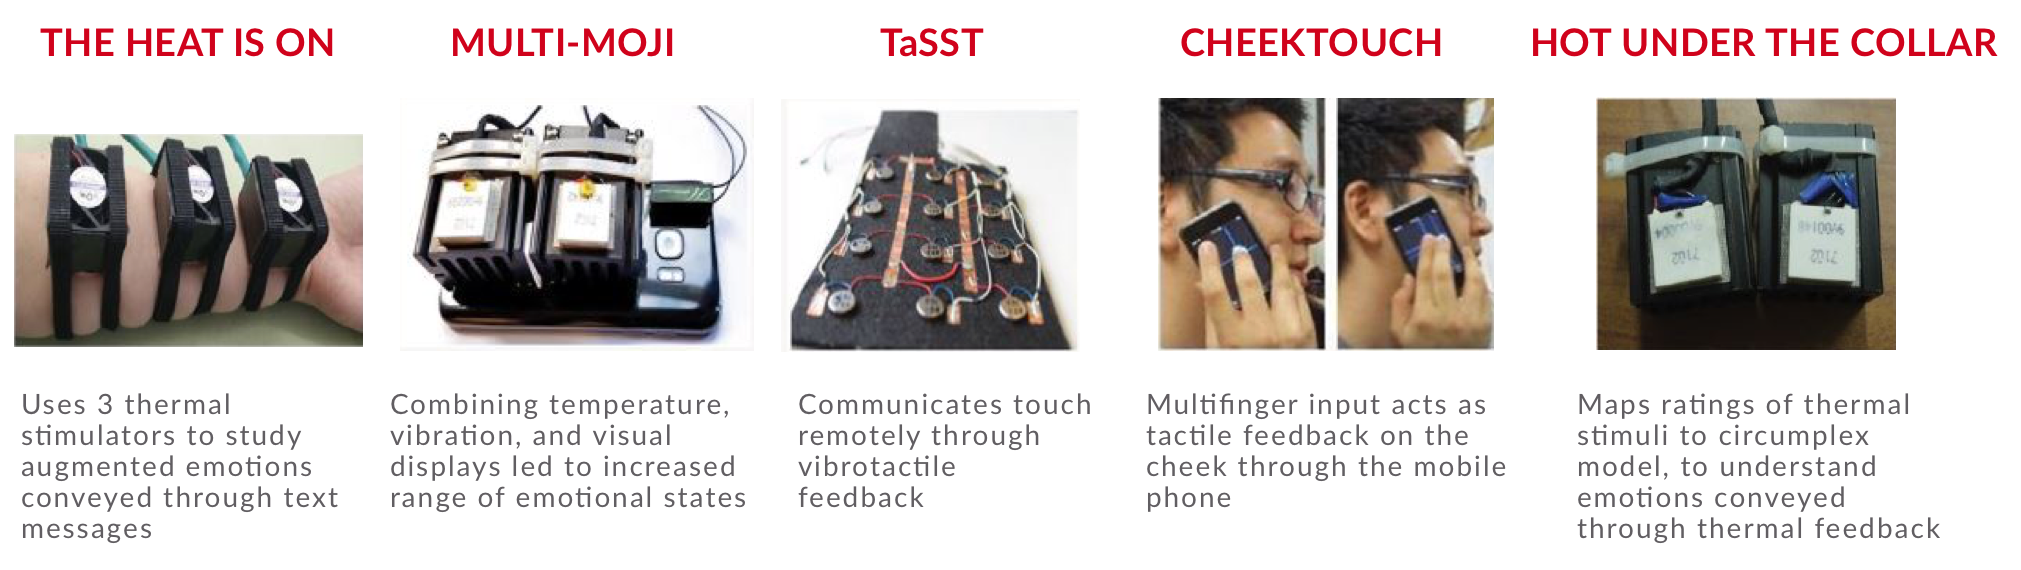 THE HEAT IS ON
MULTI-MOJI
TaSST
CHEEKTOUCH
HOT UNDER THE COLLAR
7102
7102
Uses 3 thermal
stimulators to study
augmented emotions
conveyed through text
messages
Combining temperature,
vibration, and visual
displays led to increased
range of emotional states
Communicates touch
remotely through
vibrotactile
feedback
Multifinger input acts as
tactile feedback on the
cheek through the mobile
phone
Maps ratings of thermal
stimuli to circumplex
model, to understand
emotions conveyed
through thermal feedback